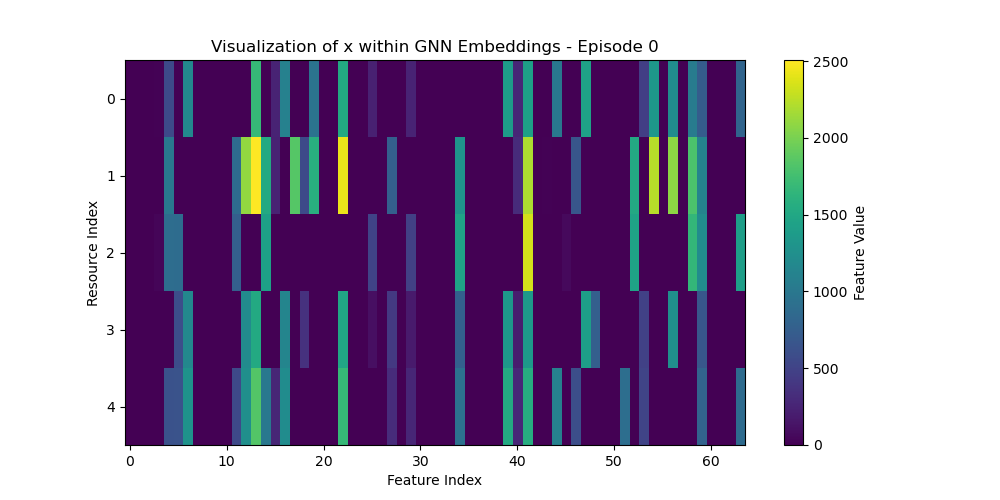 Visualization of x within GNN Embeddings - Episode 0
Resource Index
0
1
2
3
4
0 10 20 30 40 50 60
Feature Index
2500
2000
1500
1000
500
0
Feature Value